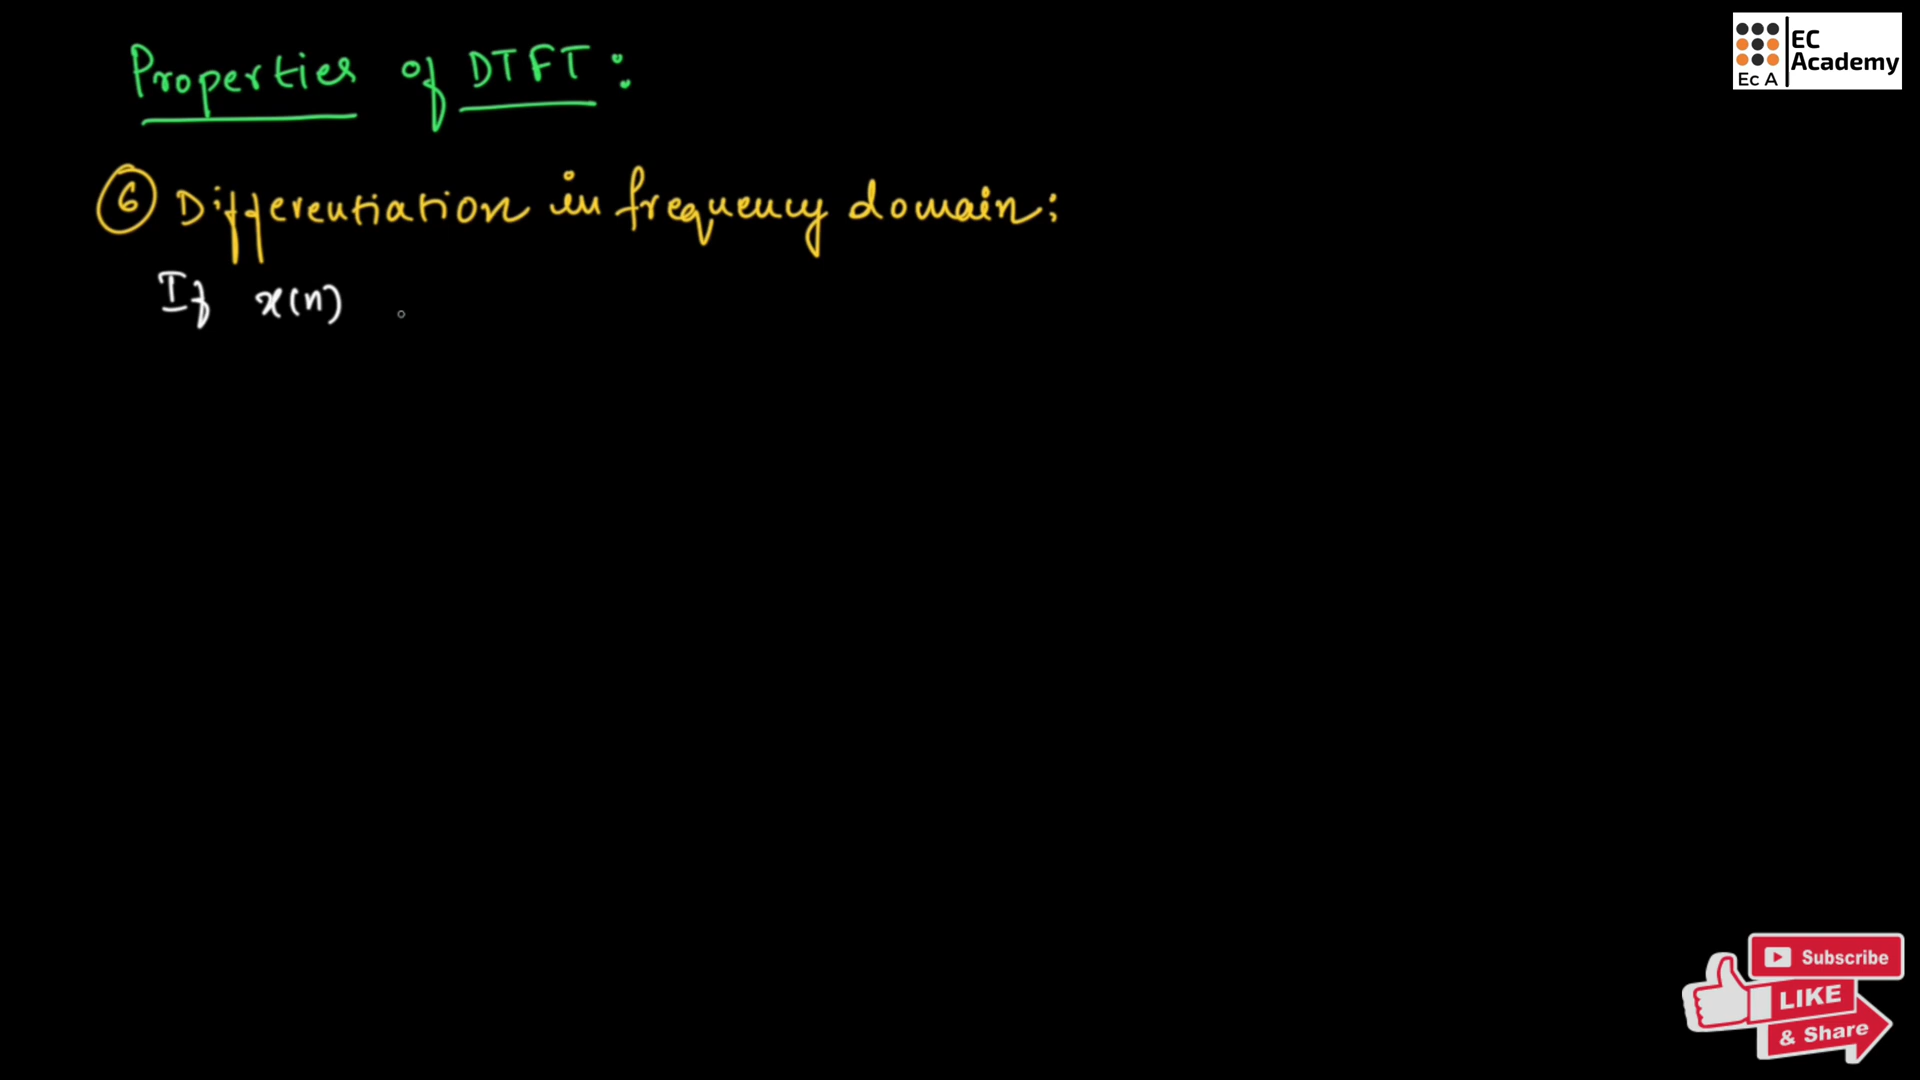 Properties of DTFT:
EC
Academy
Ec A
6 Differentiation in frequency domain:
If x(n)
Subscribe
LIKE
& Share